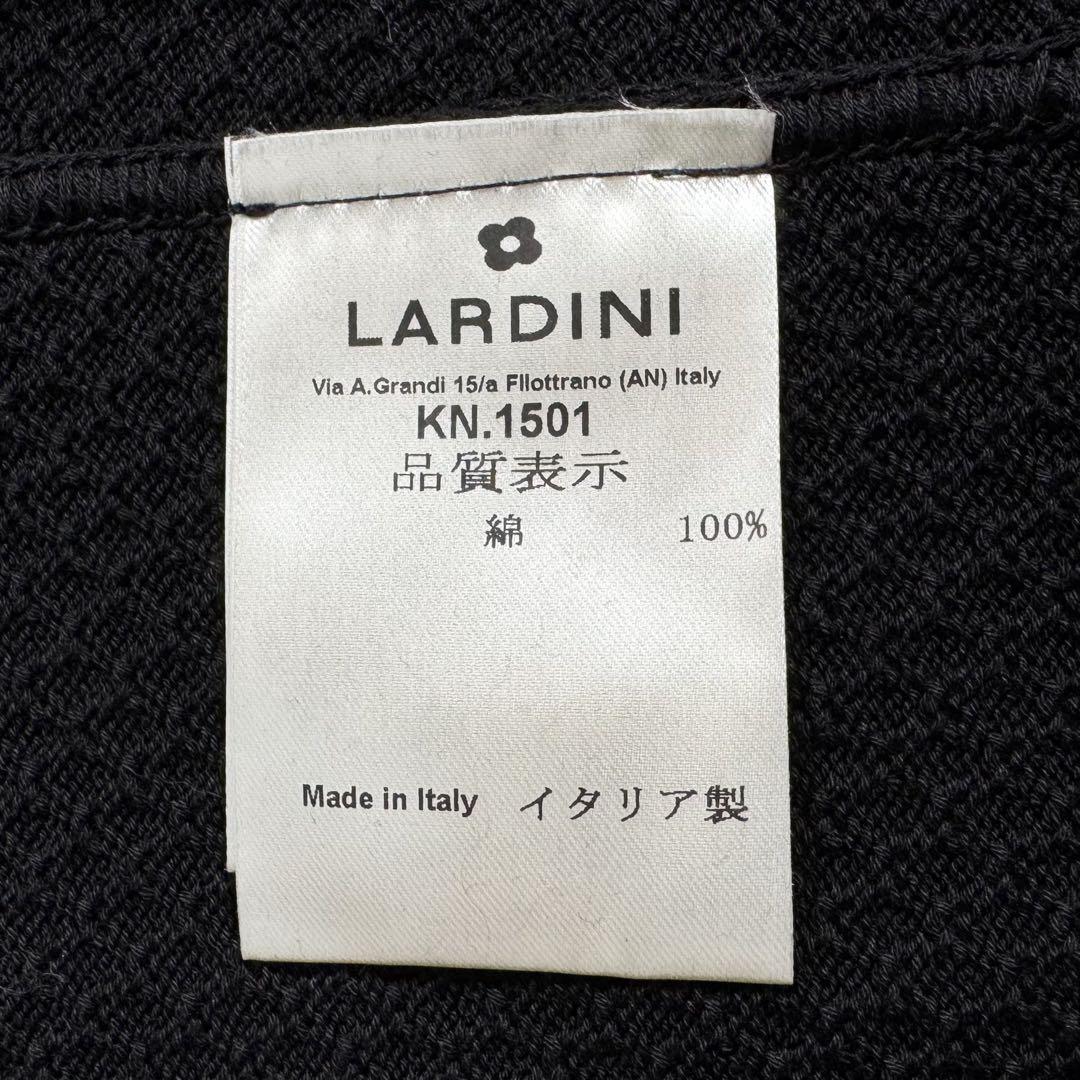 LARDINI
Via A.Grandi 15/a Fllottrano (AN) Italy
KN.1501
品質表示
綿 100%
Made in Italy イタリア製